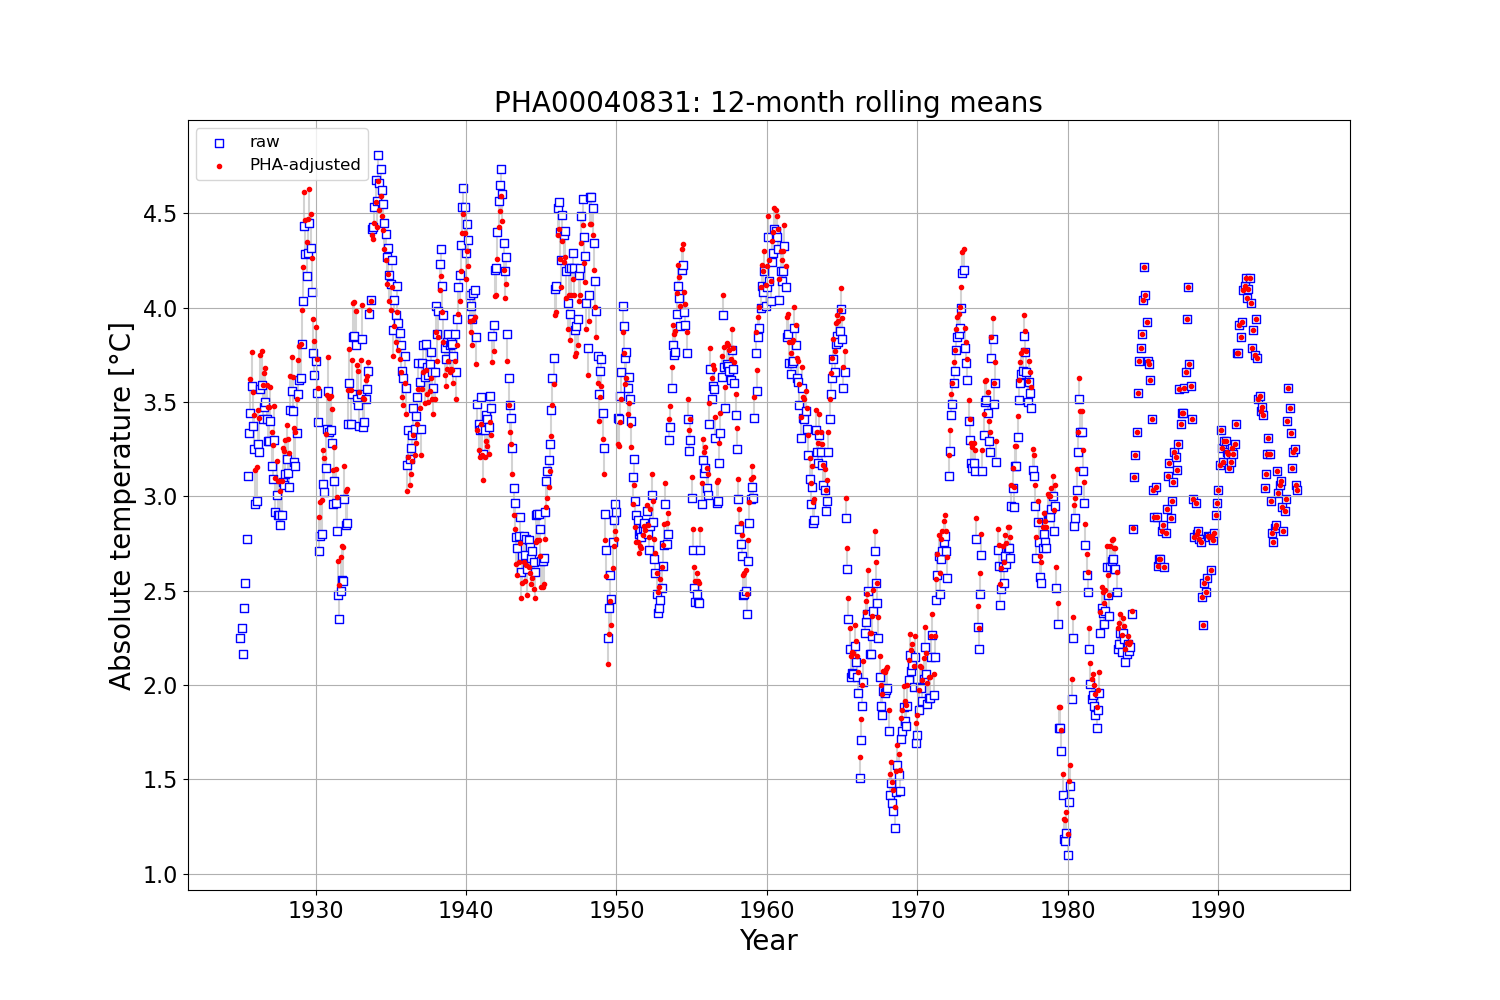 PHA00040831: 12-month rolling means
raw
PHA-adjusted
Absolute temperature [°C]
4.5
4.0
3.5
3.0
2.5
2.0
1.5
1.0
1930 1940 1950 1960 1970 1980 1990
Year